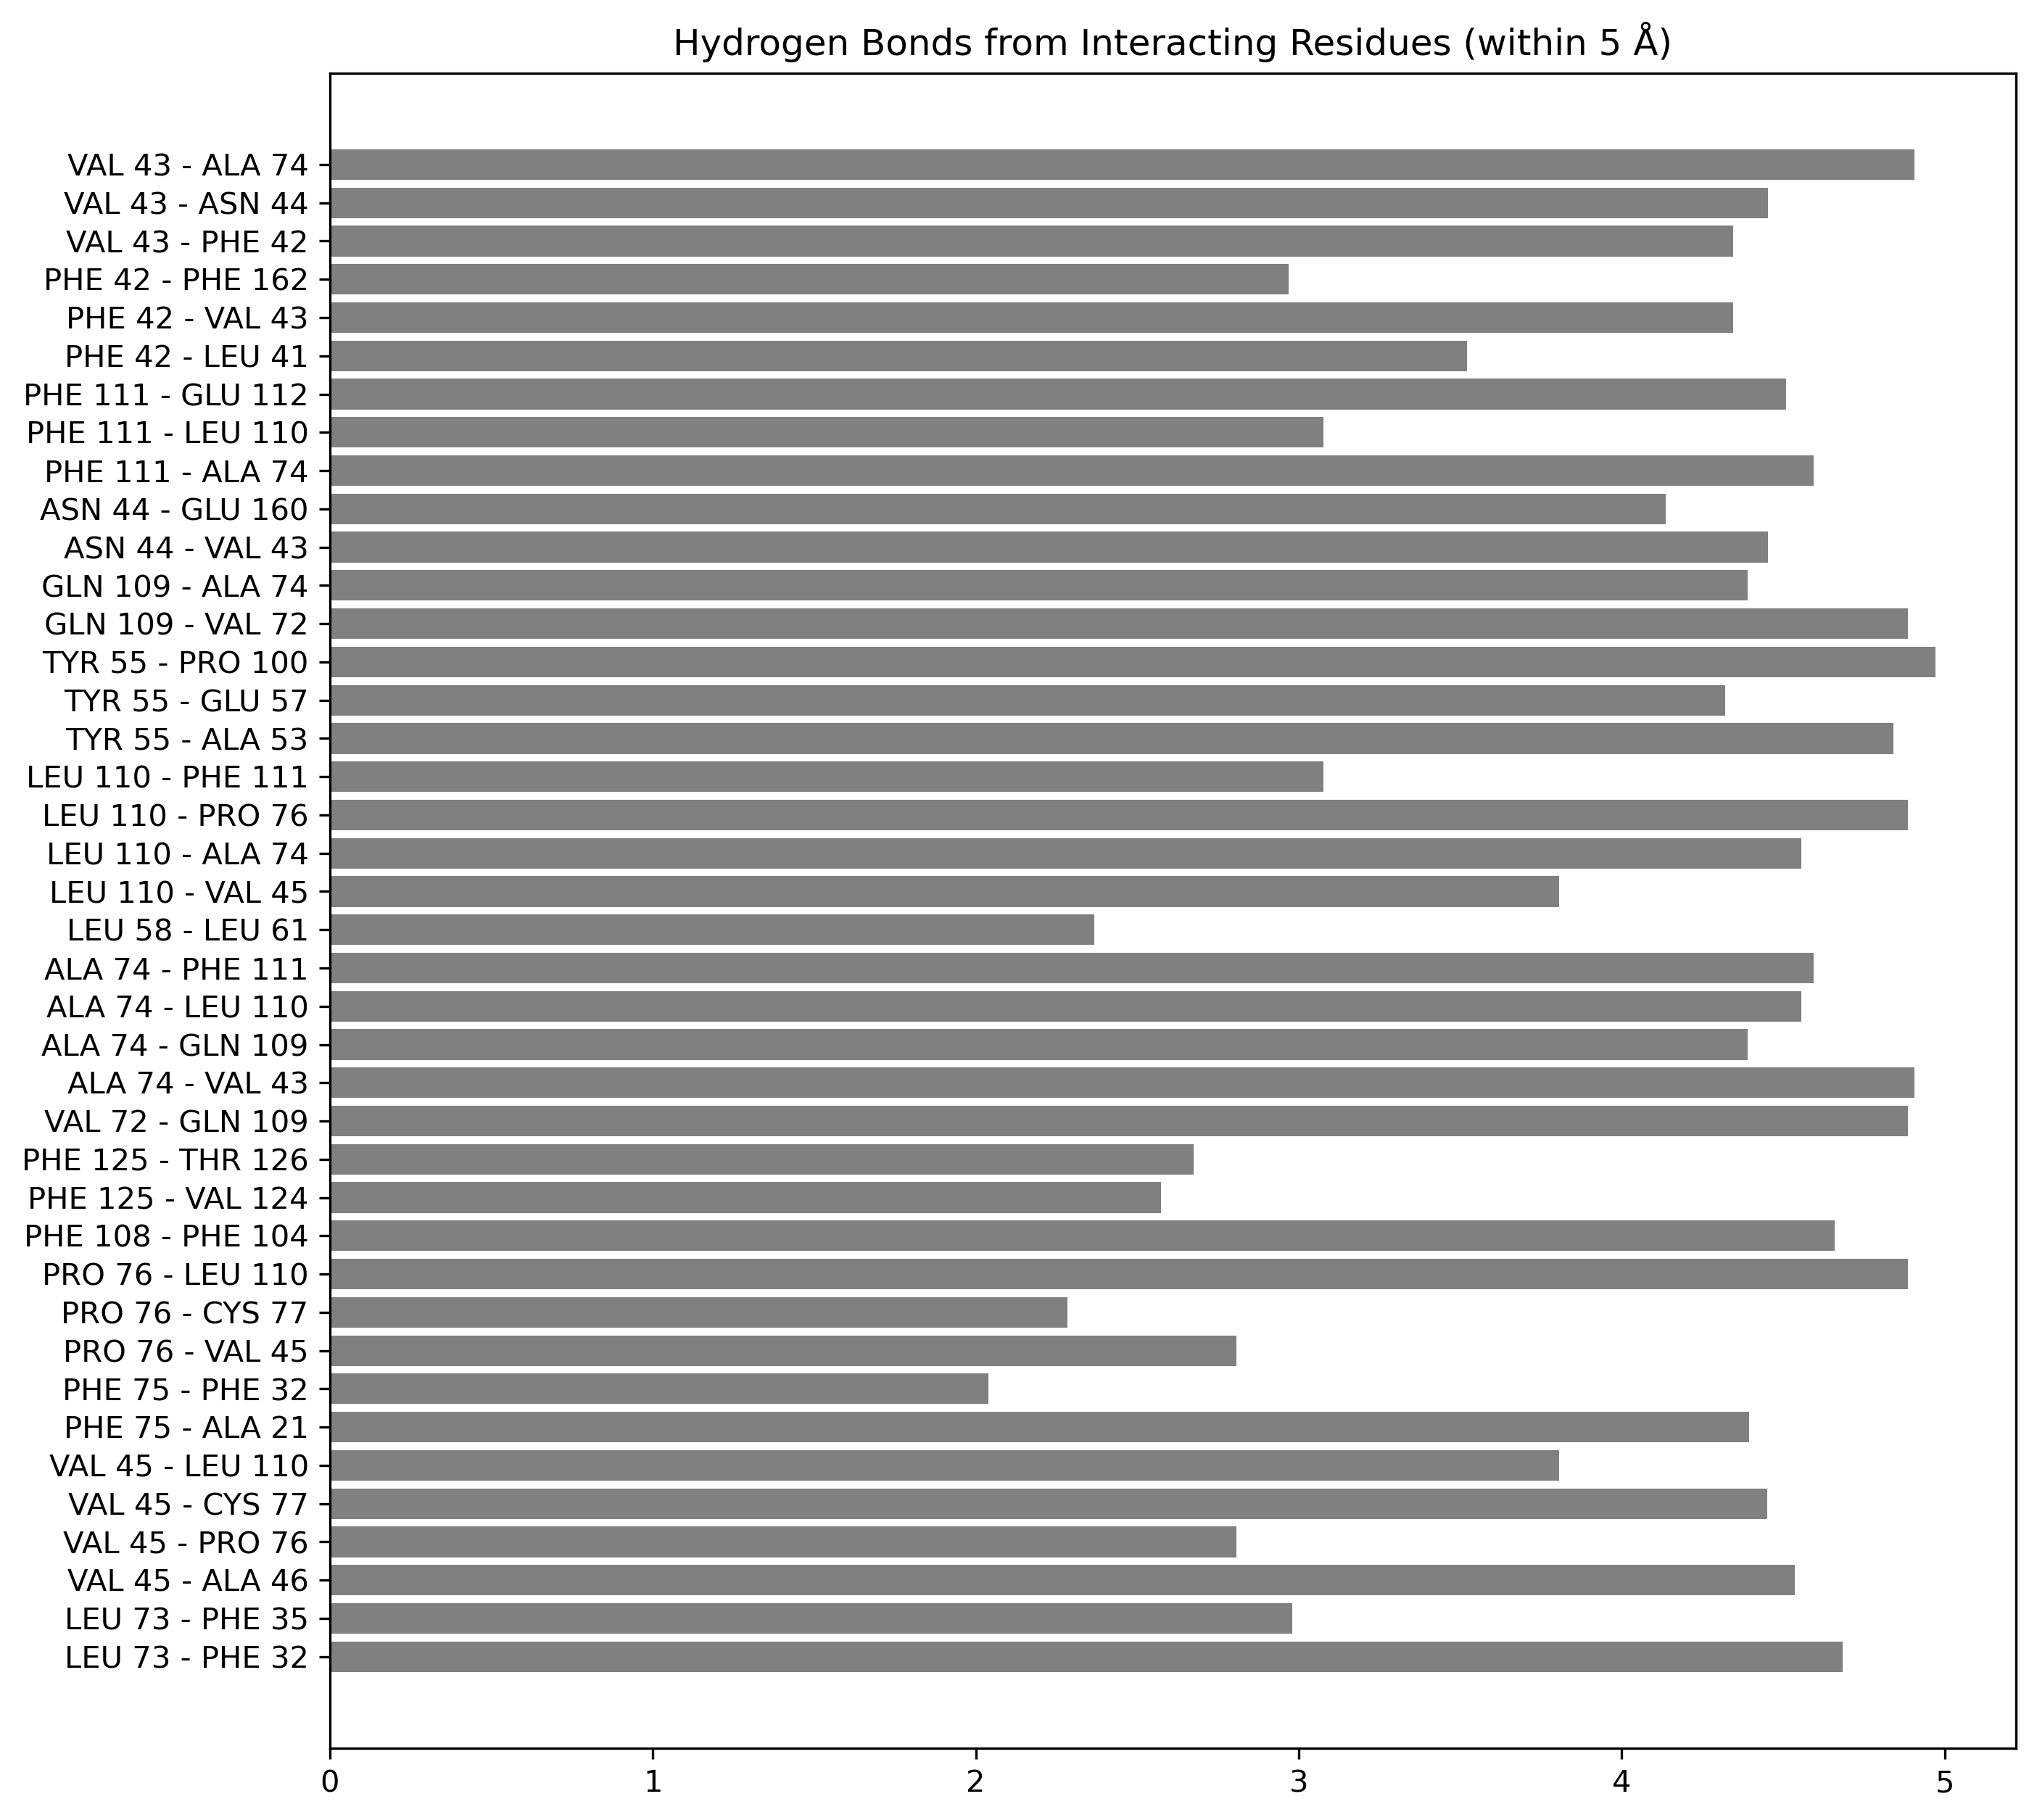 Hydrogen Bonds from Interacting Residues (within 5 Å)
VAL 43 - ALA 74
VAL 43 - ASN 44
VAL 43 - PHE 42
PHE 42 - PHE 162
PHE 42 - VAL 43
PHE 42 - LEU 41
PHE 111 - GLU 112
PHE 111 - LEU 110
PHE 111 - ALA 74
ASN 44 - GLU 160
ASN 44 - VAL 43
GLN 109 - ALA 74
GLN 109 - VAL 72
TYR 55 - PRO 100
TYR 55 - GLU 57
TYR 55 - ALA 53
LEU 110 - PHE 111
LEU 110 - PRO 76
LEU 110 - ALA 74
LEU 110 - VAL 45
LEU 58 - LEU 61
ALA 74 - PHE 111
ALA 74 - LEU 110
ALA 74 - GLN 109
ALA 74 - VAL 43
VAL 72 - GLN 109
PHE 125 - THR 126
PHE 125 - VAL 124
PHE 108 - PHE 104
PRO 76 - LEU 110
PRO 76 - CYS 77
PRO 76 - VAL 45
PHE 75 - PHE 32
PHE 75 - ALA 21
VAL 45 - LEU 110
VAL 45 - CYS 77
VAL 45 - PRO 76
VAL 45 - ALA 46
LEU 73 - PHE 35
LEU 73 - PHE 32
0 1 2 3 4 5